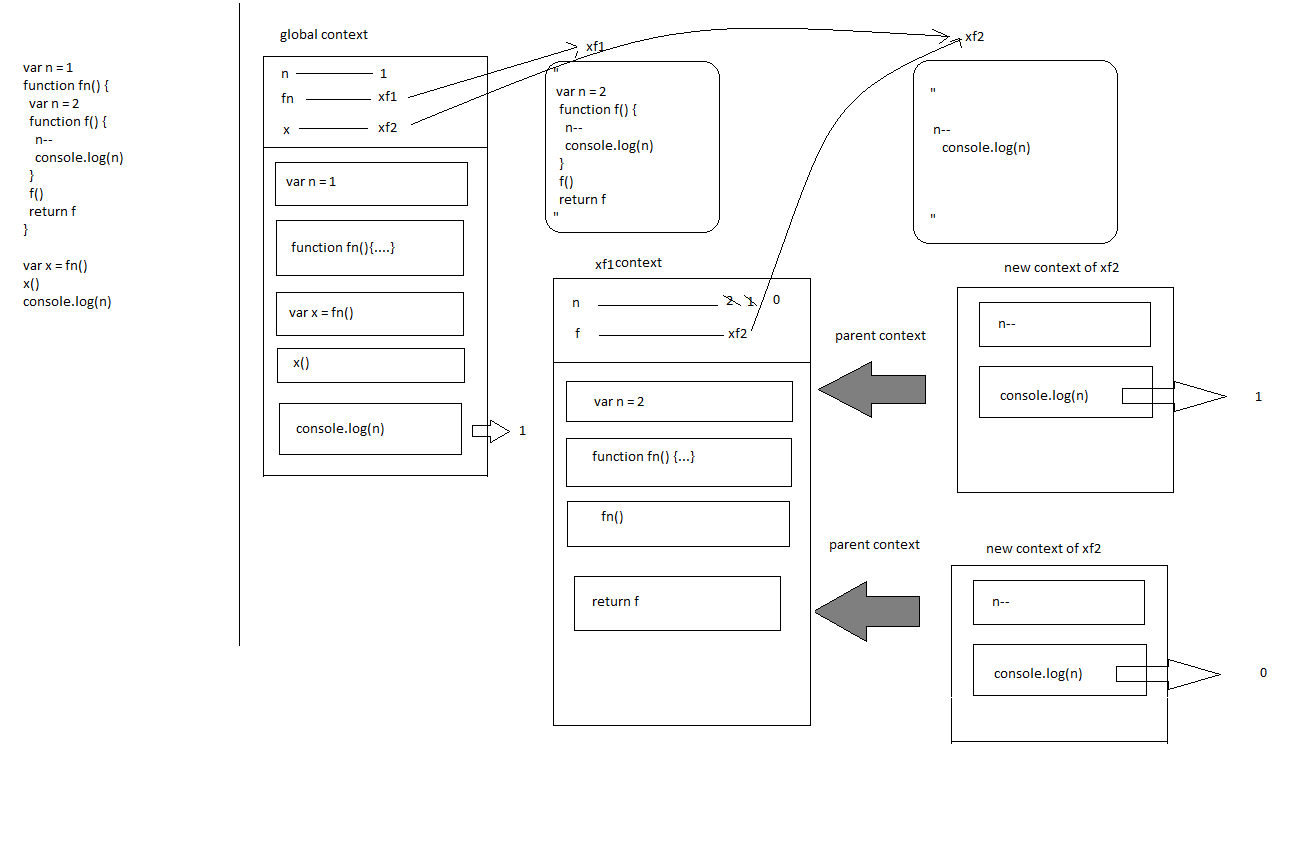 var n = 1
function fn() {
var n = 2
function f() {
n--
console.log(n)
}
f()
return f
}
var x = fn()
x()
console.log(n)
global context
n 1
fn xf1
x xf2
var n = 1
function fn(){....}
var x = fn()
x()
console.log(n)
1
xf1
"
var n = 2
function f() {
n--
console.log(n)
}
f()
return f
"
xf2
"
n--
console.log(n)
"
xf1 context
n 2 1 0
f xf2
var n = 2
function fn() {...}
fn()
return f
parent context
new context of xf2
n--
console.log(n)
1
parent context
new context of xf2
n--
console.log(n)
0